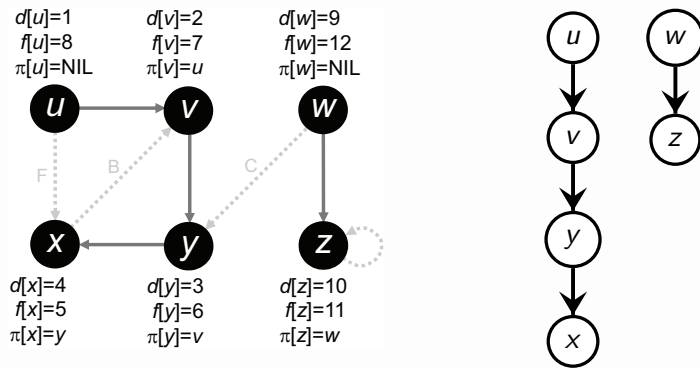 d[u]=1 d[v]=2 d[w]=9
f[u]=8 f[v]=7 f[w]=12
π[u]=NIL π[v]=u π[w]=NIL
u v w
F B C
x y z
d[x]=4 d[y]=3 d[z]=10
f[x]=5 f[y]=6 f[z]=11
π[x]=y π[y]=v π[z]=w
u w
v z
y
x